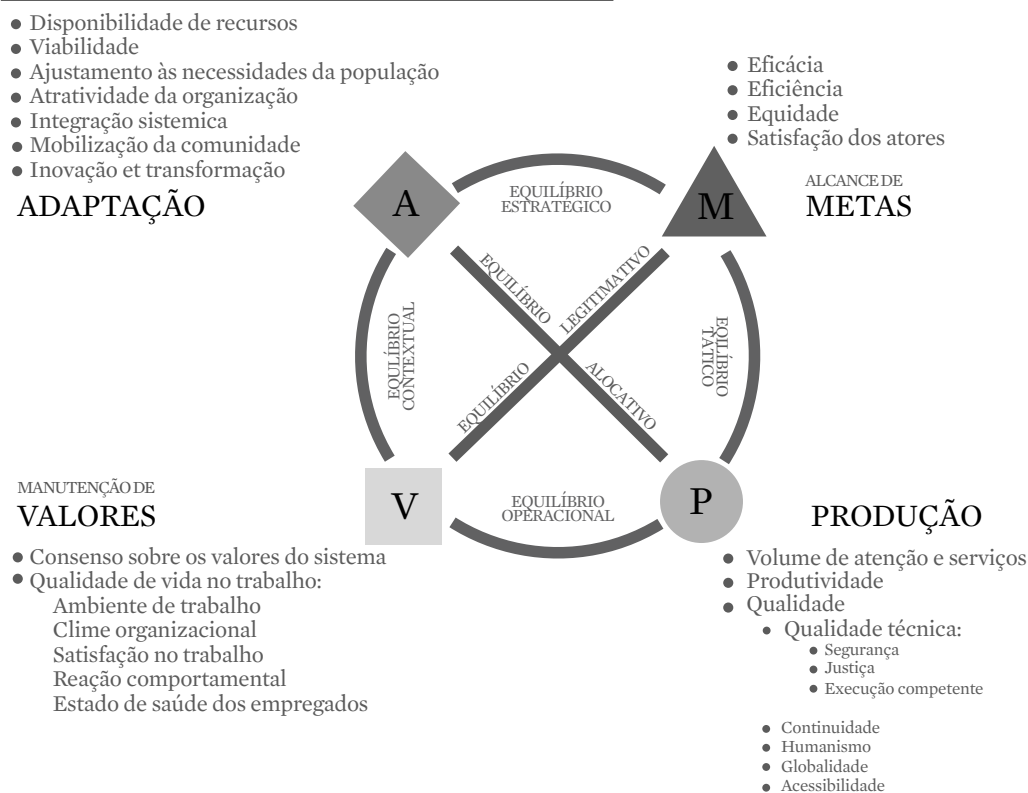 Disponibilidade de recursos
Viabilidade
Ajustamento às necessidades da população
Atratividade da organização
Integração sistemica
Mobilização da comunidade
Inovação et transformação
ADAPTAÇÃO
Eficácia
Eficiência
Equidade
Satisfação dos atores
ALCANCE DE
METAS
A
EQUILÍBRIO
ESTRATÉGICO
M
EQUILÍBRIO
LEGITIMATIVO
EQULÍBRIO
CONTEXTUAL
EQILÍBRIO
TÁTICO
EQUILÍBRIO
ALOCATIVO
V
EQUILÍBRIO
OPERACIONAL
P
MANUTENÇÃO DE
VALORES
Consenso sobre os valores do sistema
Qualidade de vida no trabalho:
Ambiente de trabalho
Clime organizacional
Satisfação no trabalho
Reação comportamental
Estado de saúde dos empregados
PRODUÇÃO
Volume de atenção e serviços
Produtividade
Qualidade
Qualidade técnica:
Segurança
Justiça
Execução competente
Continuidade
Humanismo
Globalidade
Acessibilidade